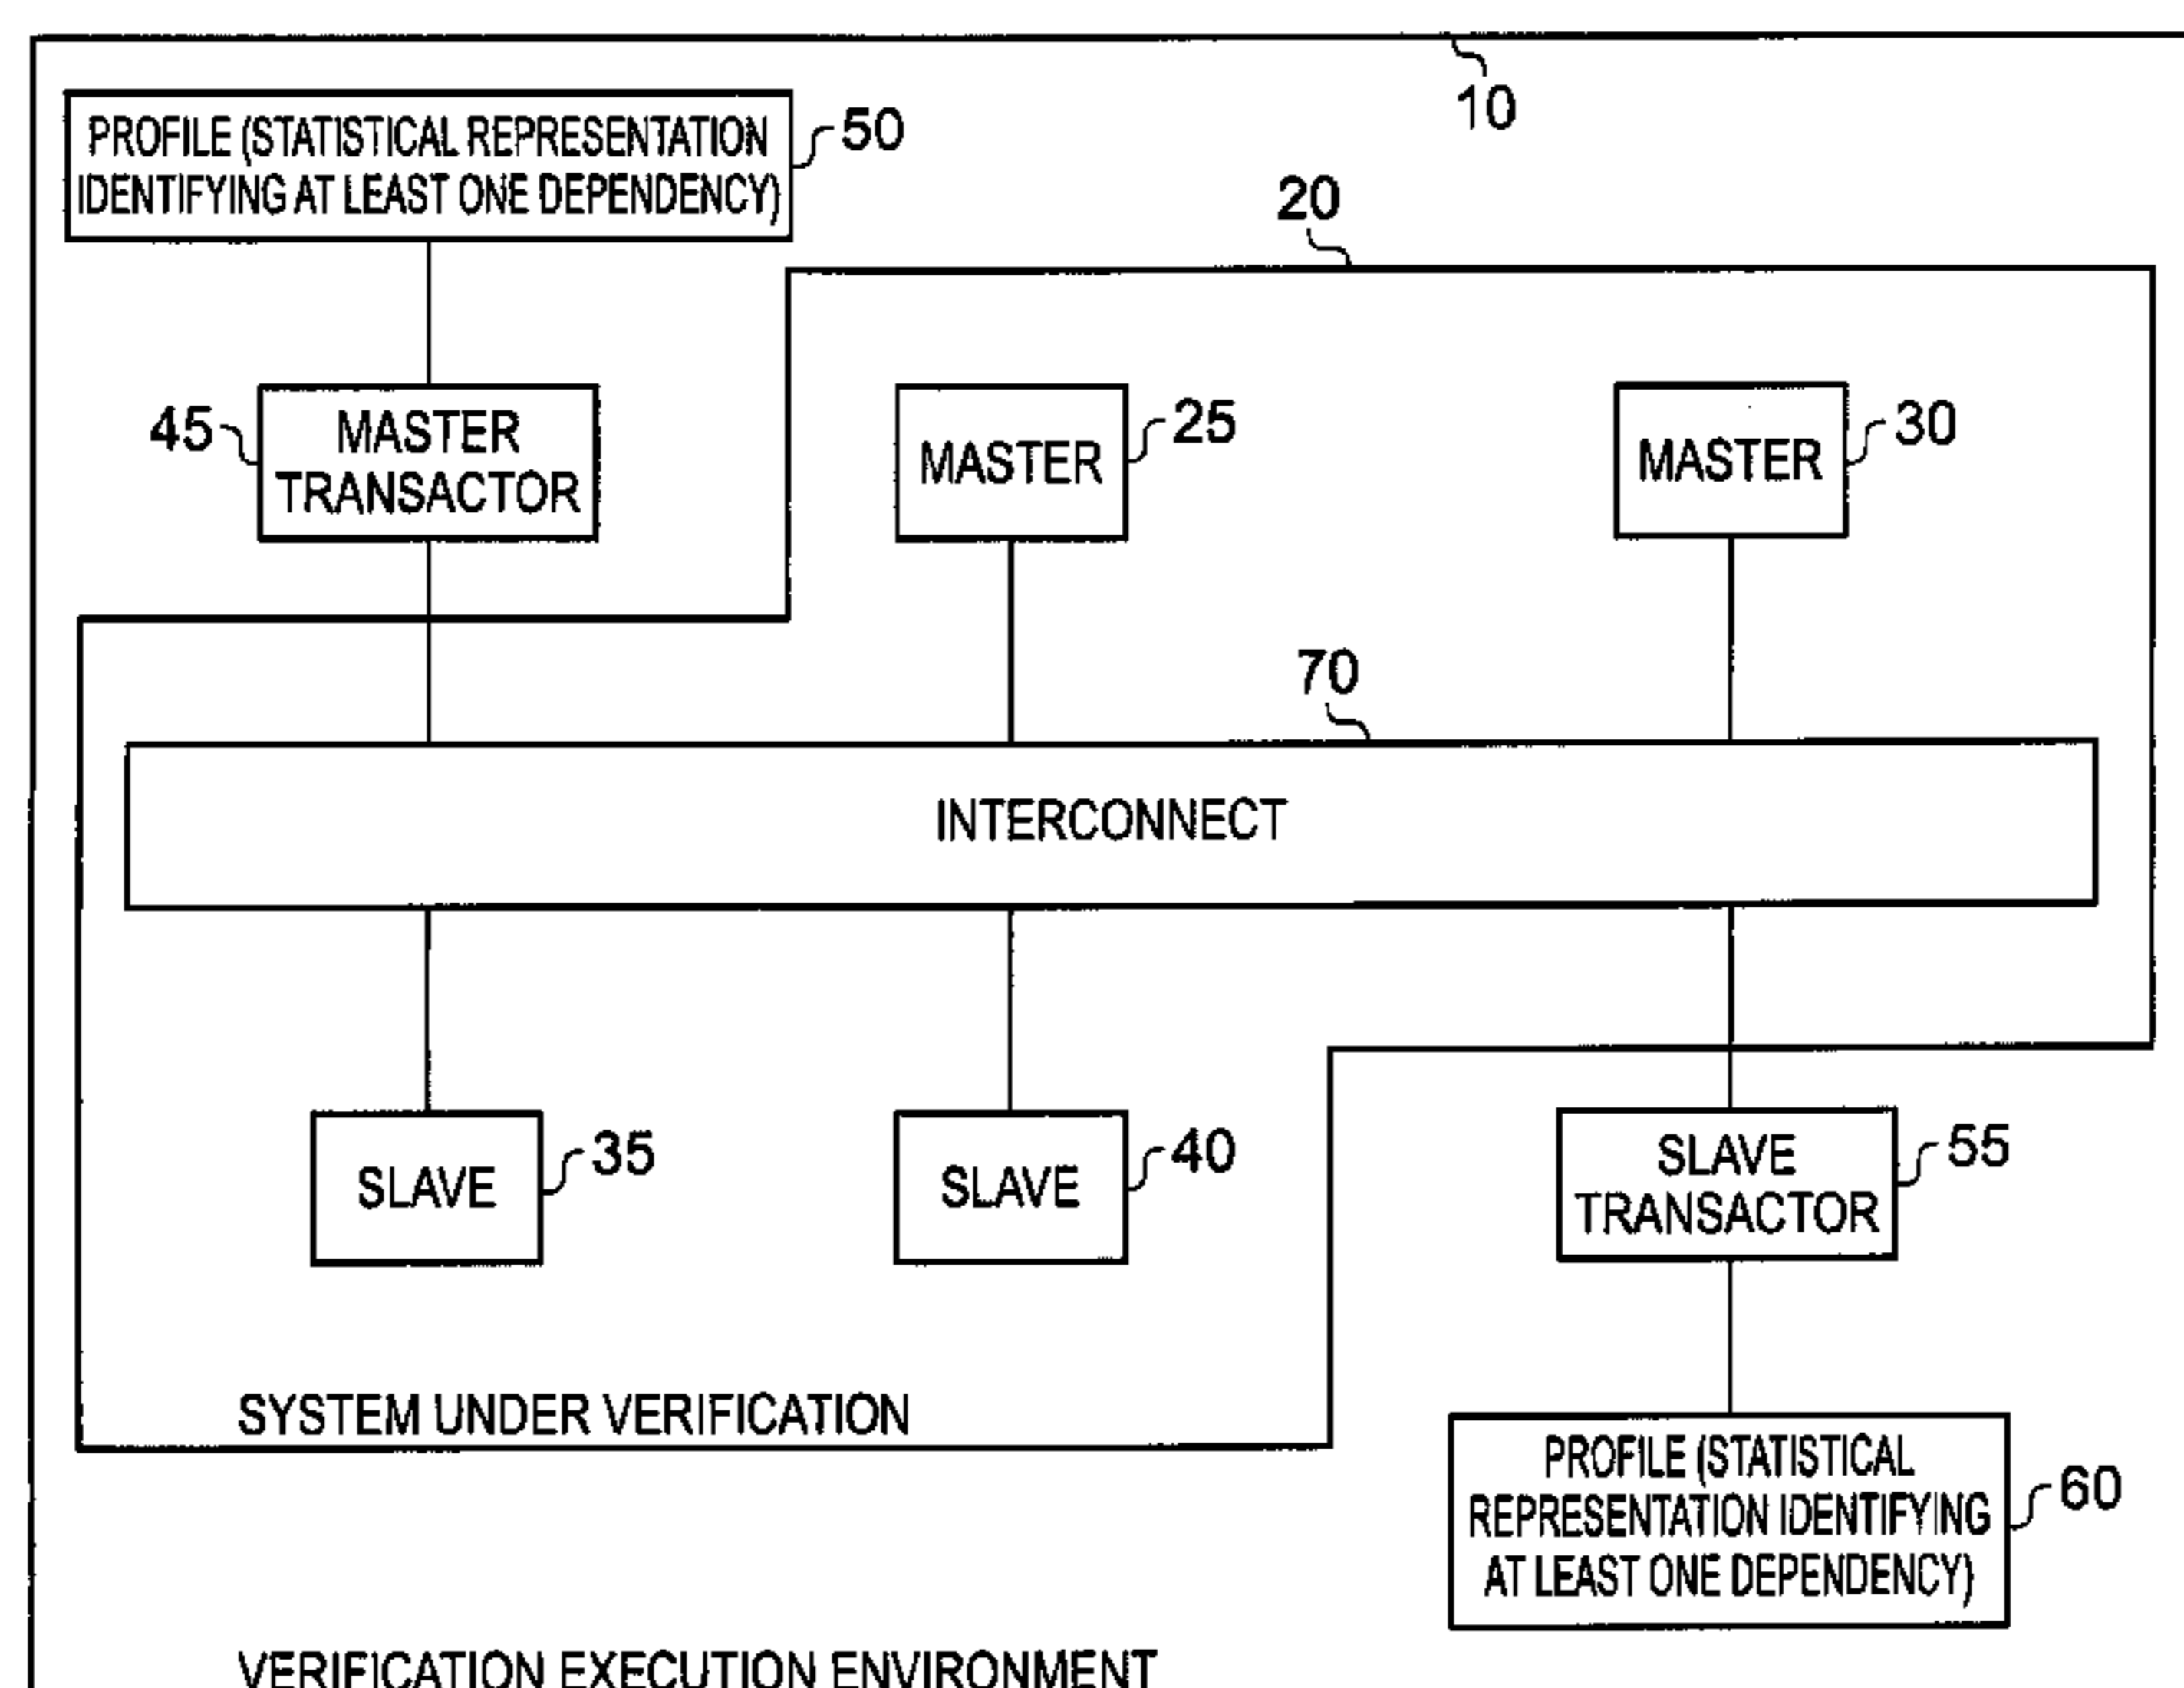 10
PROFILE (STATISTICAL REPRESENTATION
IDENTIFYING AT LEAST ONE DEPENDENCY)
50
20
45
MASTER
TRANSACTOR
MASTER
25
MASTER
30
70
INTERCONNECT
SLAVE
35
SLAVE
40
SLAVE
TRANSACTOR
55
SYSTEM UNDER VERIFICATION
PROFILE (STATISTICAL
REPRESENTATION IDENTIFYING
AT LEAST ONE DEPENDENCY)
60
VERIFICATION EXECUTION ENVIRONMENT